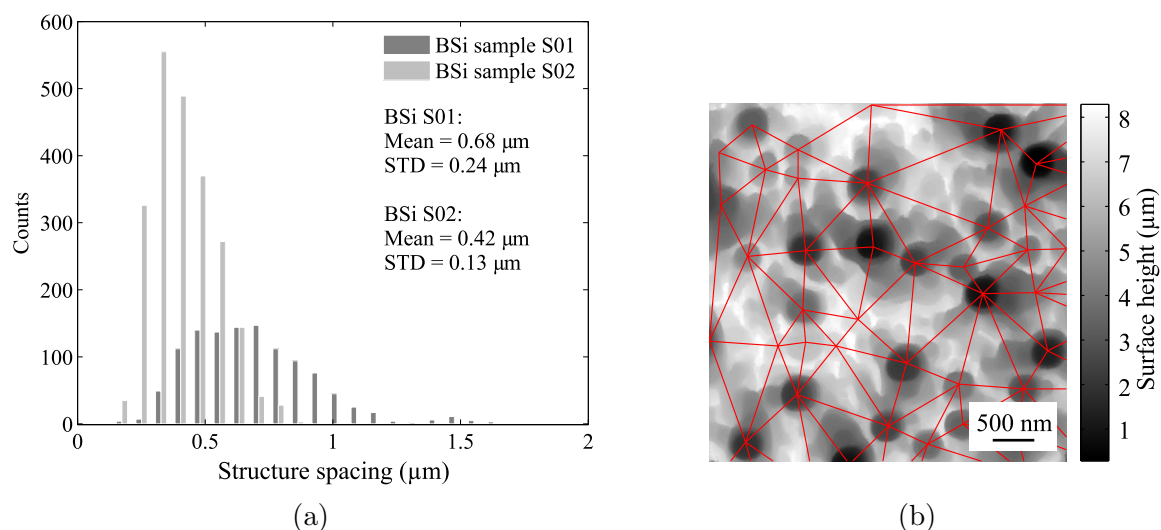 600
500
400
300
200
100
0
Counts
0
0.5
1
1.5
2
Structure spacing (μm)
BSi sample S01
BSi sample S02
BSi S01:
Mean = 0.68 μm
STD = 0.24 μm
BSi S02:
Mean = 0.42 μm
STD = 0.13 μm
(a)
500 nm
8
7
6
5
4
3
2
1
Surface height (μm)
(b)